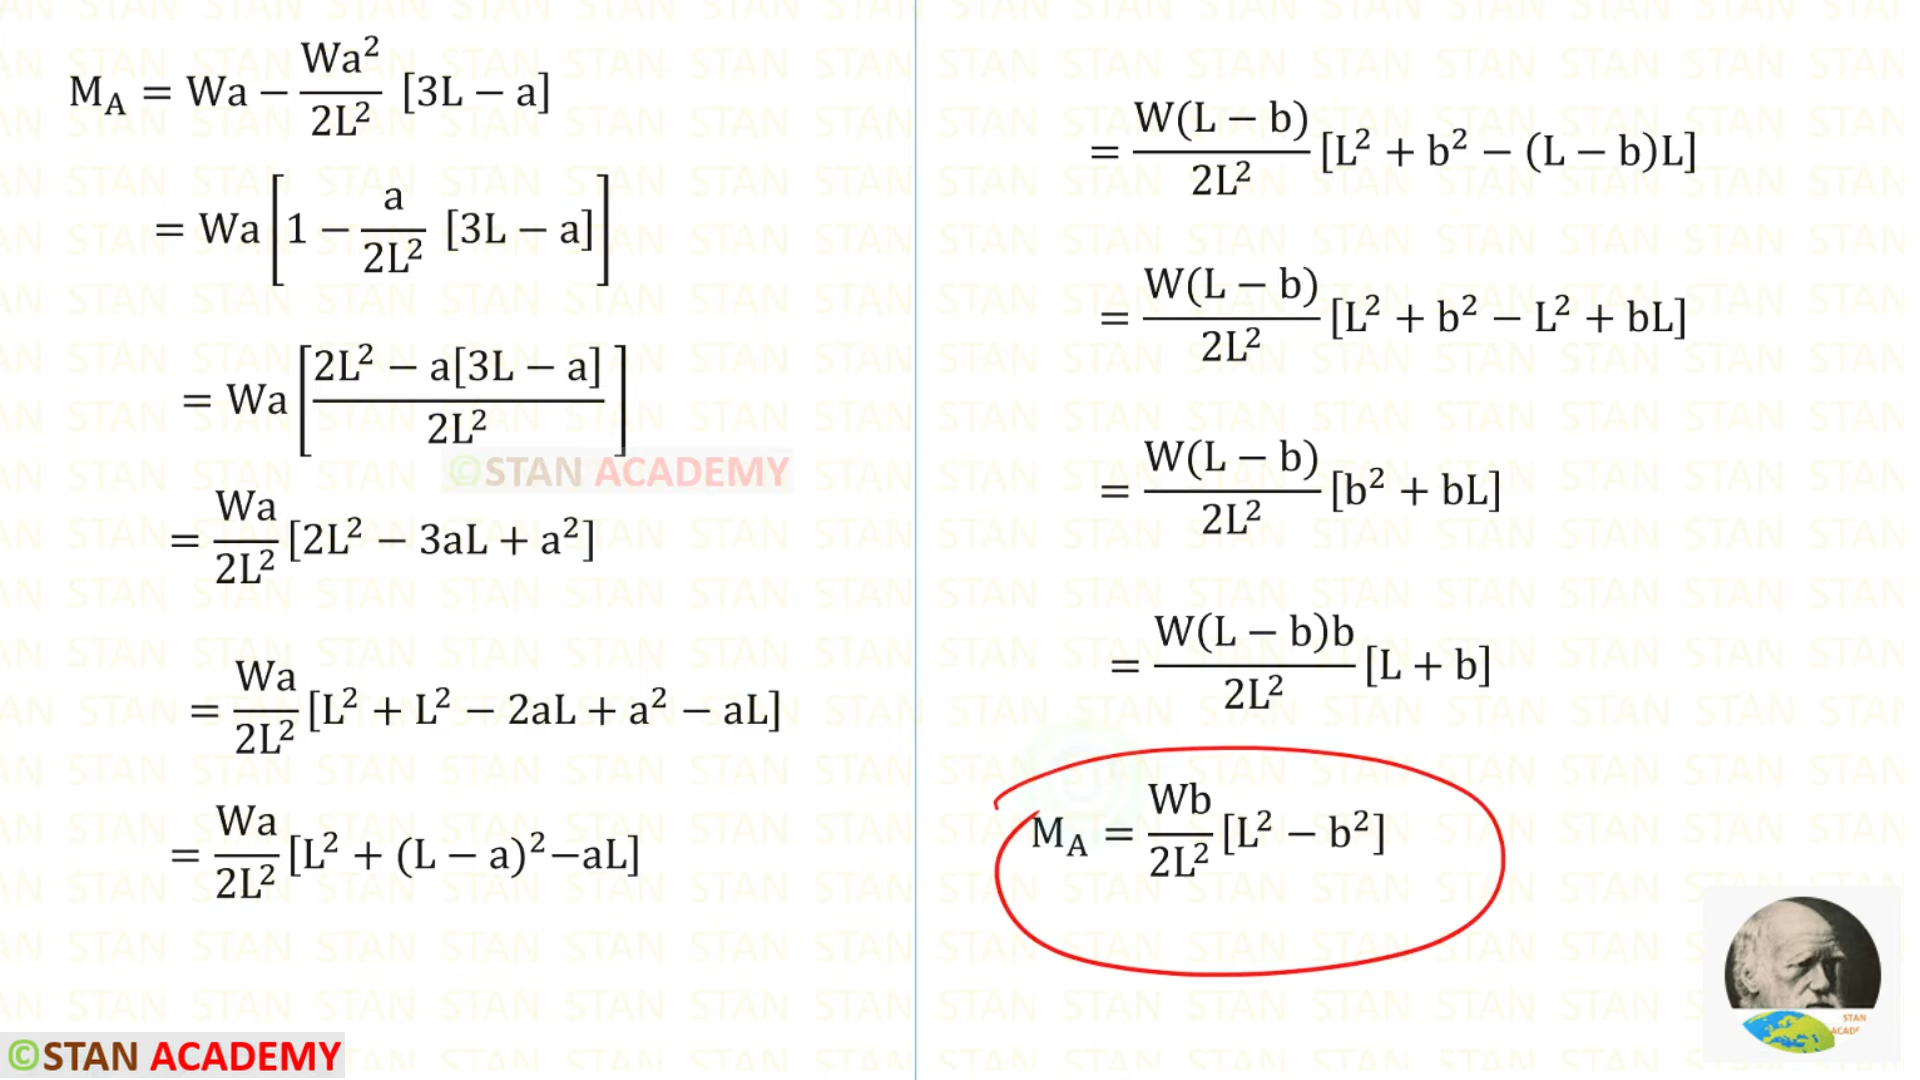 M_A = Wa − Wa²/2L² [3L − a]
= Wa [1 − a/2L² [3L − a]]
= Wa [2L² − a[3L − a]/2L²]
©STAN ACADEMY
= Wa/2L² [2L² − 3aL + a²]
= Wa/2L² [L² + L² − 2aL + a² − aL]
= Wa/2L² [L² + (L − a)² −aL]
= W(L − b)/2L² [L² + b² − (L − b)L]
= W(L − b)/2L² [L² + b² − L² + bL]
= W(L − b)/2L² [b² + bL]
= W(L − b)b/2L² [L + b]
M_A = Wb/2L² [L² − b²]
©STAN ACADEMY
STAN